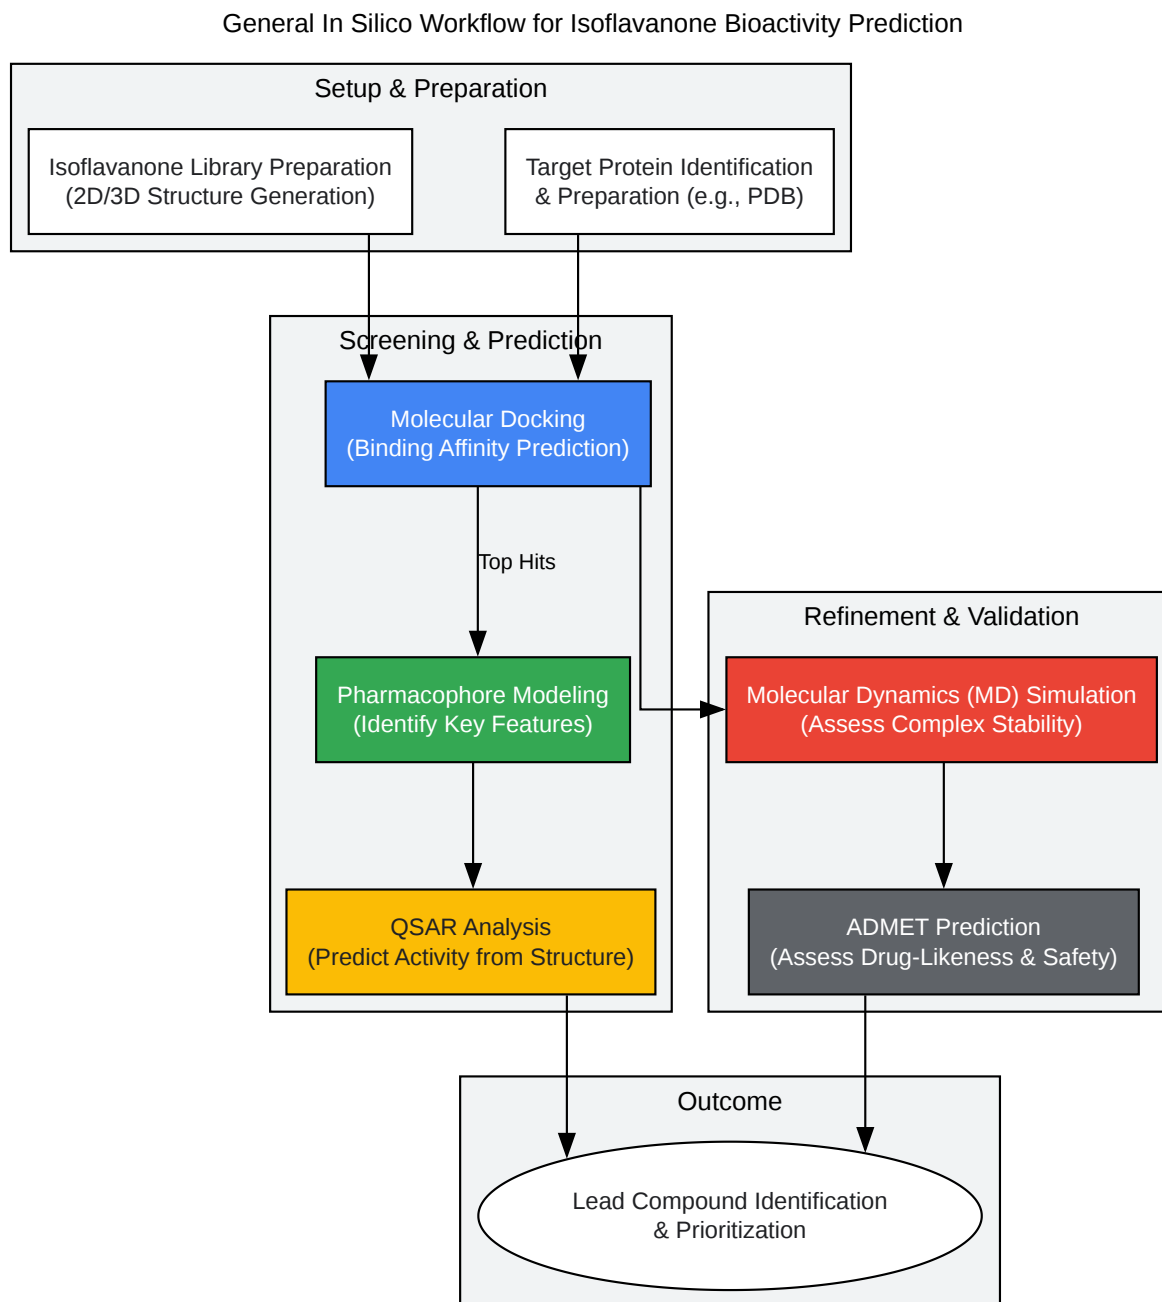 General In Silico Workflow for Isoflavanone Bioactivity Prediction
Setup & Preparation
Isoflavanone Library Preparation
(2D/3D Structure Generation)
Target Protein Identification
& Preparation (e.g., PDB)
Screening & Prediction
Molecular Docking
(Binding Affinity Prediction)
Top Hits
Pharmacophore Modeling
(Identify Key Features)
QSAR Analysis
(Predict Activity from Structure)
Refinement & Validation
Molecular Dynamics (MD) Simulation
(Assess Complex Stability)
ADMET Prediction
(Assess Drug-Likeness & Safety)
Outcome
Lead Compound Identification
& Prioritization